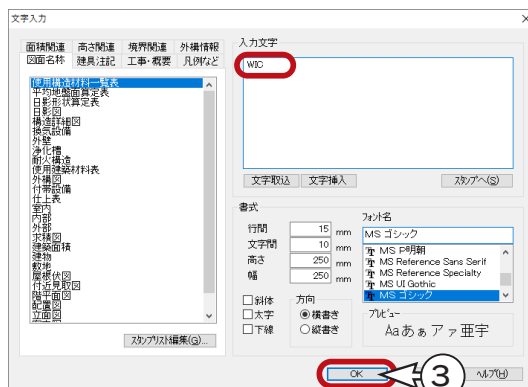 文字入力
面積関連 高さ関連 境界関連 外構情報
図面名称 建具注記 工事・概要 凡例など
使用構造材料一覧表
平均地盤面算定表
日影形状算定表
日影図
構造詳細図
換気設備
外壁
浄化槽
耐火構造
使用建築材料表
外構図
付帯設備
仕上表
室内
内部
外部
求積図
建築面積
建物
敷地
屋根伏図
付近見取図
階平面図
配置図
立面図
スタンプリスト編集(G)...
入力文字
WIC
文字取込 文字挿入 スタンプへ(S)
書式
行間 15 mm
文字間 10 mm
高さ 250 mm
幅 250 mm
斜体
太字
下線
方向
横書き
縦書き
フォント名
MS ゴシック
MS P明朝
MS Reference Sans Serif
MS Reference Specialty
MS UI Gothic
MS ゴシック
プレビュー
Aaあぁアァ亜宇
OK
3
ヘルプ(H)